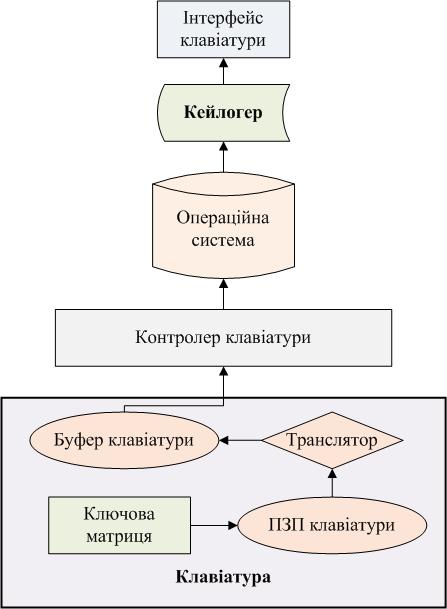 Інтерфейс
клавіатури
Кейлогер
Операційна
система
Контролер клавіатури
Буфер клавіатури
Транслятор
Ключова
матриця
ПЗП клавіатури
Клавіатура